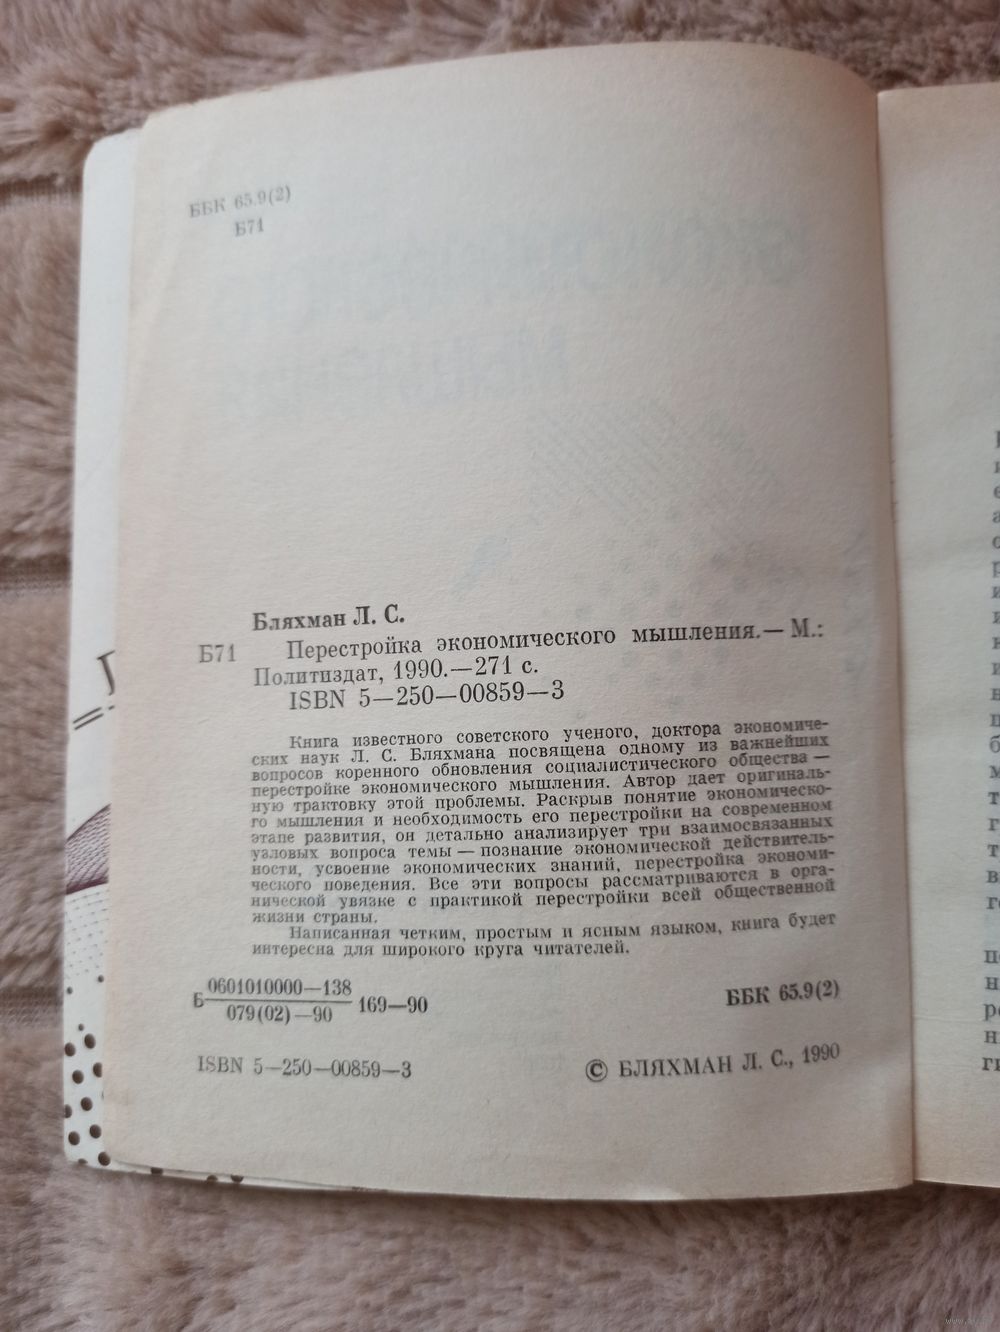 ББК 65.9(2)
Б71
Бляхман Л. С.
Б71 Перестройка экономического мышления.— М.:
Политиздат, 1990.—271 с.
ISBN 5—250—00859—3
Книга известного советского ученого, доктора экономиче-
ских наук Л. С. Бляхмана посвящена одному из важнейших
вопросов коренного обновления социалистического общества —
перестройке экономического мышления. Автор дает оригиналь-
ную трактовку этой проблемы. Раскрыв понятие экономическо-
го мышления и необходимость его перестройки на современном
этапе развития, он детально анализирует три взаимосвязанных
узловых вопроса темы — познание экономической действитель-
ности, усвоение экономических знаний, перестройка экономи-
ческого поведения. Все эти вопросы рассматриваются в орга-
нической увязке с практикой перестройки всей общественной
жизни страны.
Написанная четким, простым и ясным языком, книга будет
интересна для широкого круга читателей.
Б 0601010000—138
079(02)—90 169—90
ББК 65.9(2)
ISBN 5—250—00859—3
© БЛЯХМАН Л. С., 1990